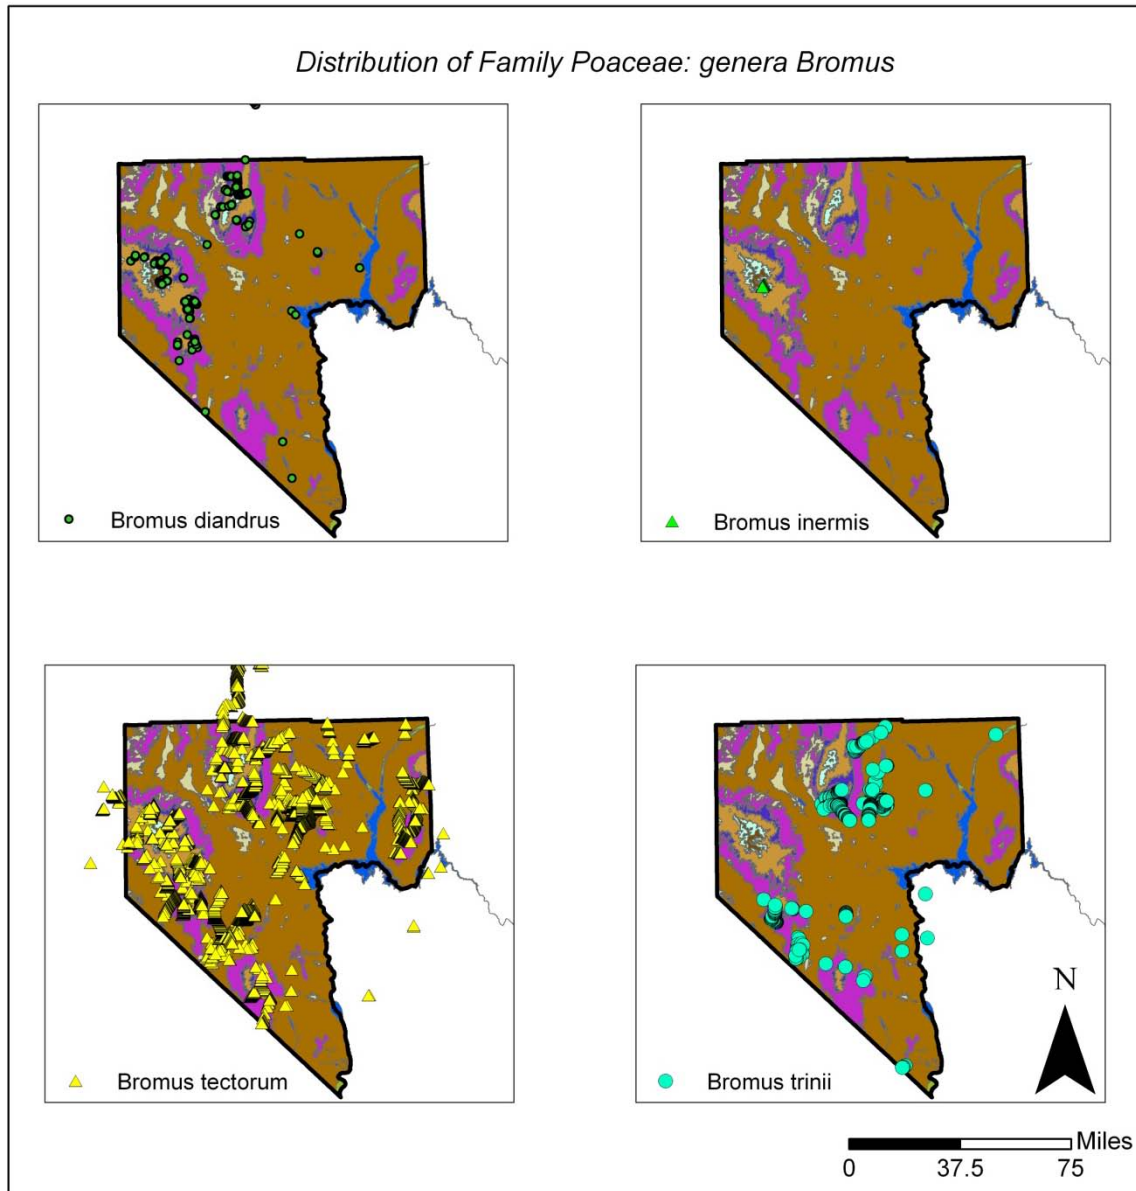 Distribution of Family Poaceae: genera Bromus
Bromus diandrus
Bromus inermis
Bromus tectorum
Bromus trinii
N
Miles
0 37.5 75